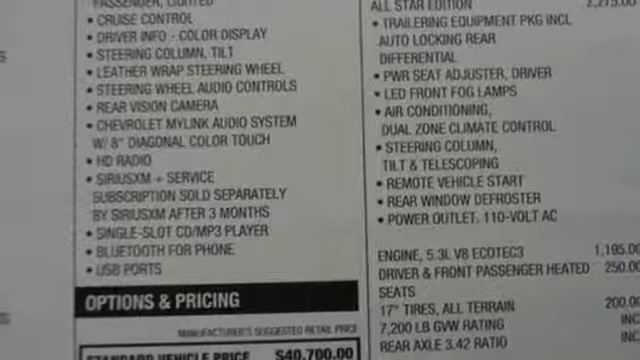 PASSENGER, LIGHTED
• CRUISE CONTROL
• DRIVER INFO - COLOR DISPLAY
• STEERING COLUMN, TILT
• LEATHER WRAP STEERING WHEEL
• STEERING WHEEL AUDIO CONTROLS
• REAR VISION CAMERA
• CHEVROLET MYLINK AUDIO SYSTEM
W/ 8" DIAGONAL COLOR TOUCH
• HD RADIO
• SIRIUSXM + SERVICE
SUBSCRIPTION SOLD SEPARATELY
BY SIRIUSXM AFTER 3 MONTHS
• SINGLE-SLOT CD/MP3 PLAYER
• BLUETOOTH FOR PHONE
• USB PORTS
OPTIONS & PRICING
MANUFACTURER'S SUGGESTED RETAIL PRICE
STANDARD VEHICLE PRICE $40,700.00
ALL STAR EDITION 2,275.00
• TRAILERING EQUIPMENT PKG INCL
AUTO LOCKING REAR
DIFFERENTIAL
• PWR SEAT ADJUSTER, DRIVER
• LED FRONT FOG LAMPS
• AIR CONDITIONING,
DUAL ZONE CLIMATE CONTROL
• STEERING COLUMN,
TILT & TELESCOPING
• REMOTE VEHICLE START
• REAR WINDOW DEFROSTER
• POWER OUTLET, 110-VOLT AC
ENGINE, 5.3L V8 ECOTEC3 1,195.00
DRIVER & FRONT PASSENGER HEATED 250.00
SEATS
17" TIRES, ALL TERRAIN 200.00
7,200 LB GVW RATING INC
REAR AXLE 3.42 RATIO INC